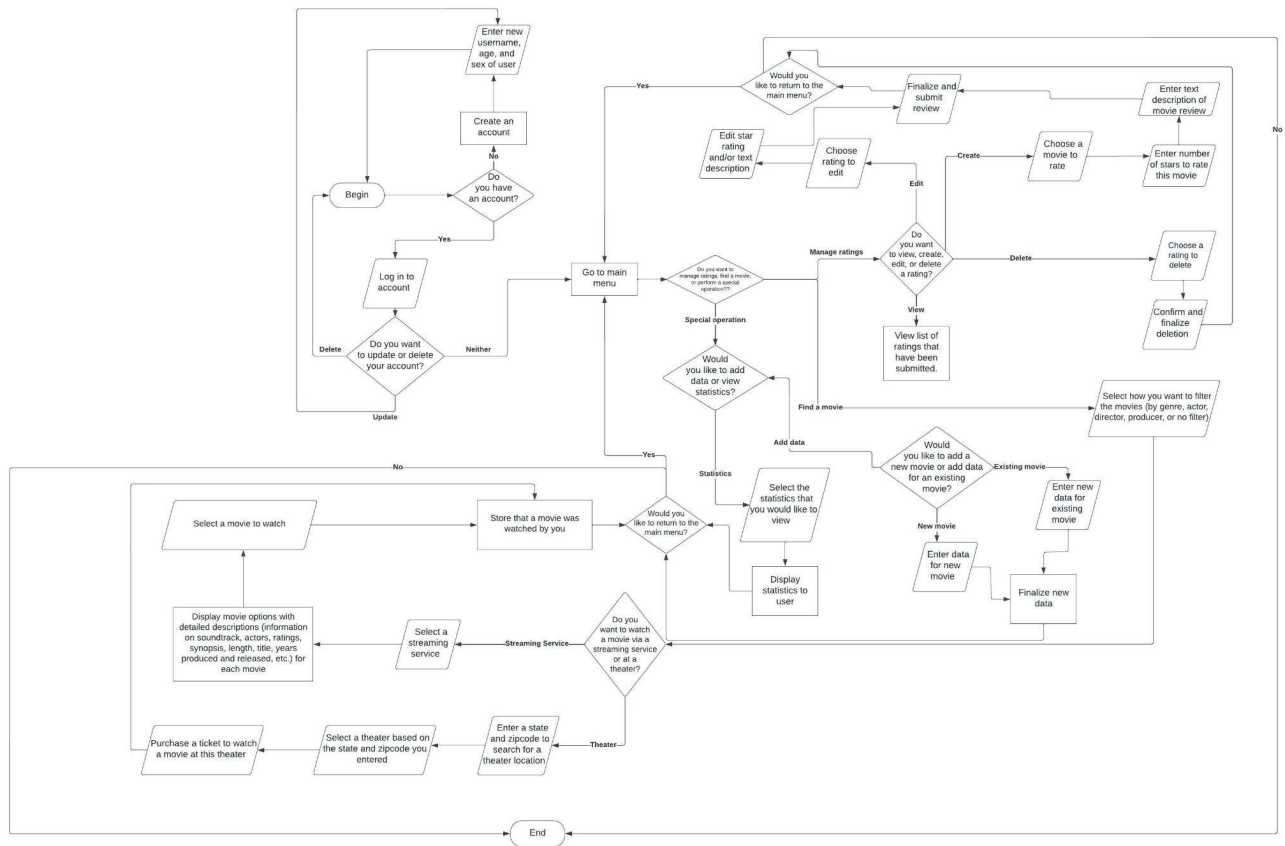 Enter new
username,
age, and
sex of user
Create an
account
No
Begin
Do
you have
an account?
Yes
Log in to
account
Do you want
to update or delete
your account?
Delete
Neither
Update
Would you
like to return to the
main menu?
Yes
No
Finalize and
submit
review
Enter text
description of
movie review
Edit star
rating
and/or text
description
Choose
rating to
edit
Create
Choose a
movie to
rate
Enter number
of stars to rate
this movie
Edit
Go to main
menu
Do you want to
manage ratings, find a movie,
or perform a special
operation??
Manage ratings
Do
you want
to view, create,
edit, or delete
a rating?
Delete
Choose a
rating to
delete
Confirm and
finalize
deletion
View
View list of
ratings that
have been
submitted.
Special operation
Would
you like to add
data or view
statistics?
Find a movie
Select how you want to filter
the movies (by genre, actor,
director, producer, or no filter)
Add data
Would
you like to add a
new movie or add data
for an existing
movie?
Existing movie
Enter new
data for
existing
movie
New movie
Enter data
for new
movie
Finalize new
data
Statistics
Select the
statistics that
you would like to
view
Display
statistics to
user
Yes
No
Select a movie to watch
Store that a movie was
watched by you
Would you
like to return to the
main menu?
Display movie options with
detailed descriptions (information
on soundtrack, actors, ratings,
synopsis, length, title, years
produced and released, etc.) for
each movie
Select a
streaming
service
Streaming Service
Do you
want to watch
a movie via a
streaming service
or at a
theater?
Theater
Purchase a ticket to watch
a movie at this theater
Select a theater based on
the state and zipcode you
entered
Enter a state
and zipcode to
search for a
theater location
End